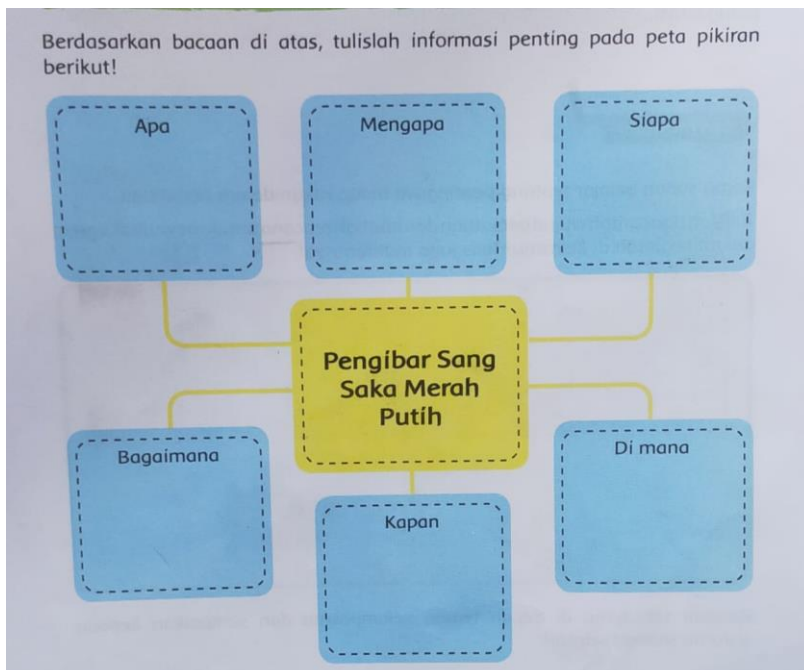 Berdasarkan bacaan di atas, tulislah informasi penting pada peta pikiran
berikut!
Apa
Mengapa
Siapa
Pengibar Sang
Saka Merah
Putih
Bagaimana
Di mana
Kapan